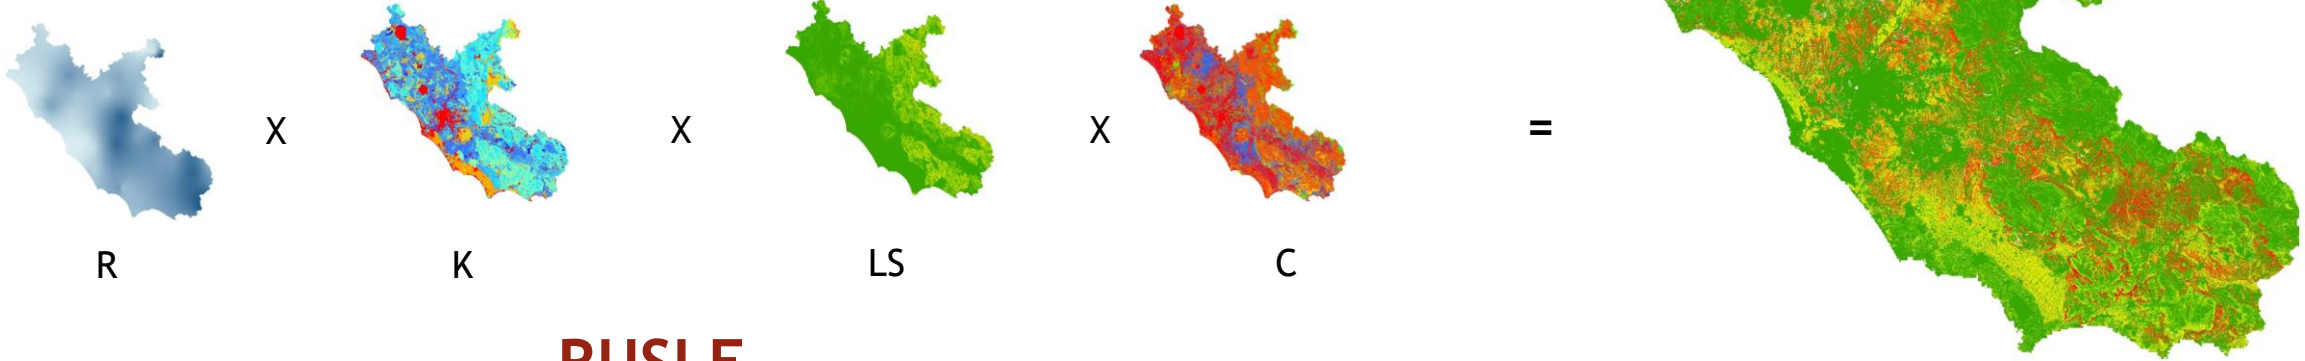 X X X =
R K LS C
RUSLE